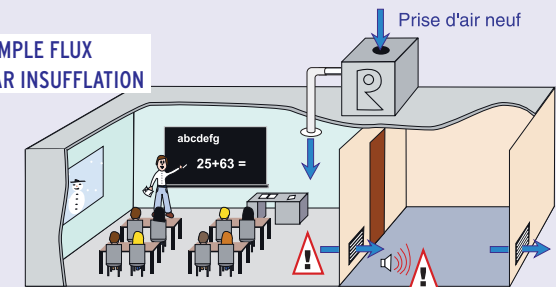 Prise d'air neuf
MPLE FLUX
AR INSUFFLATION
abcdefg
25+63 =
R
!
!